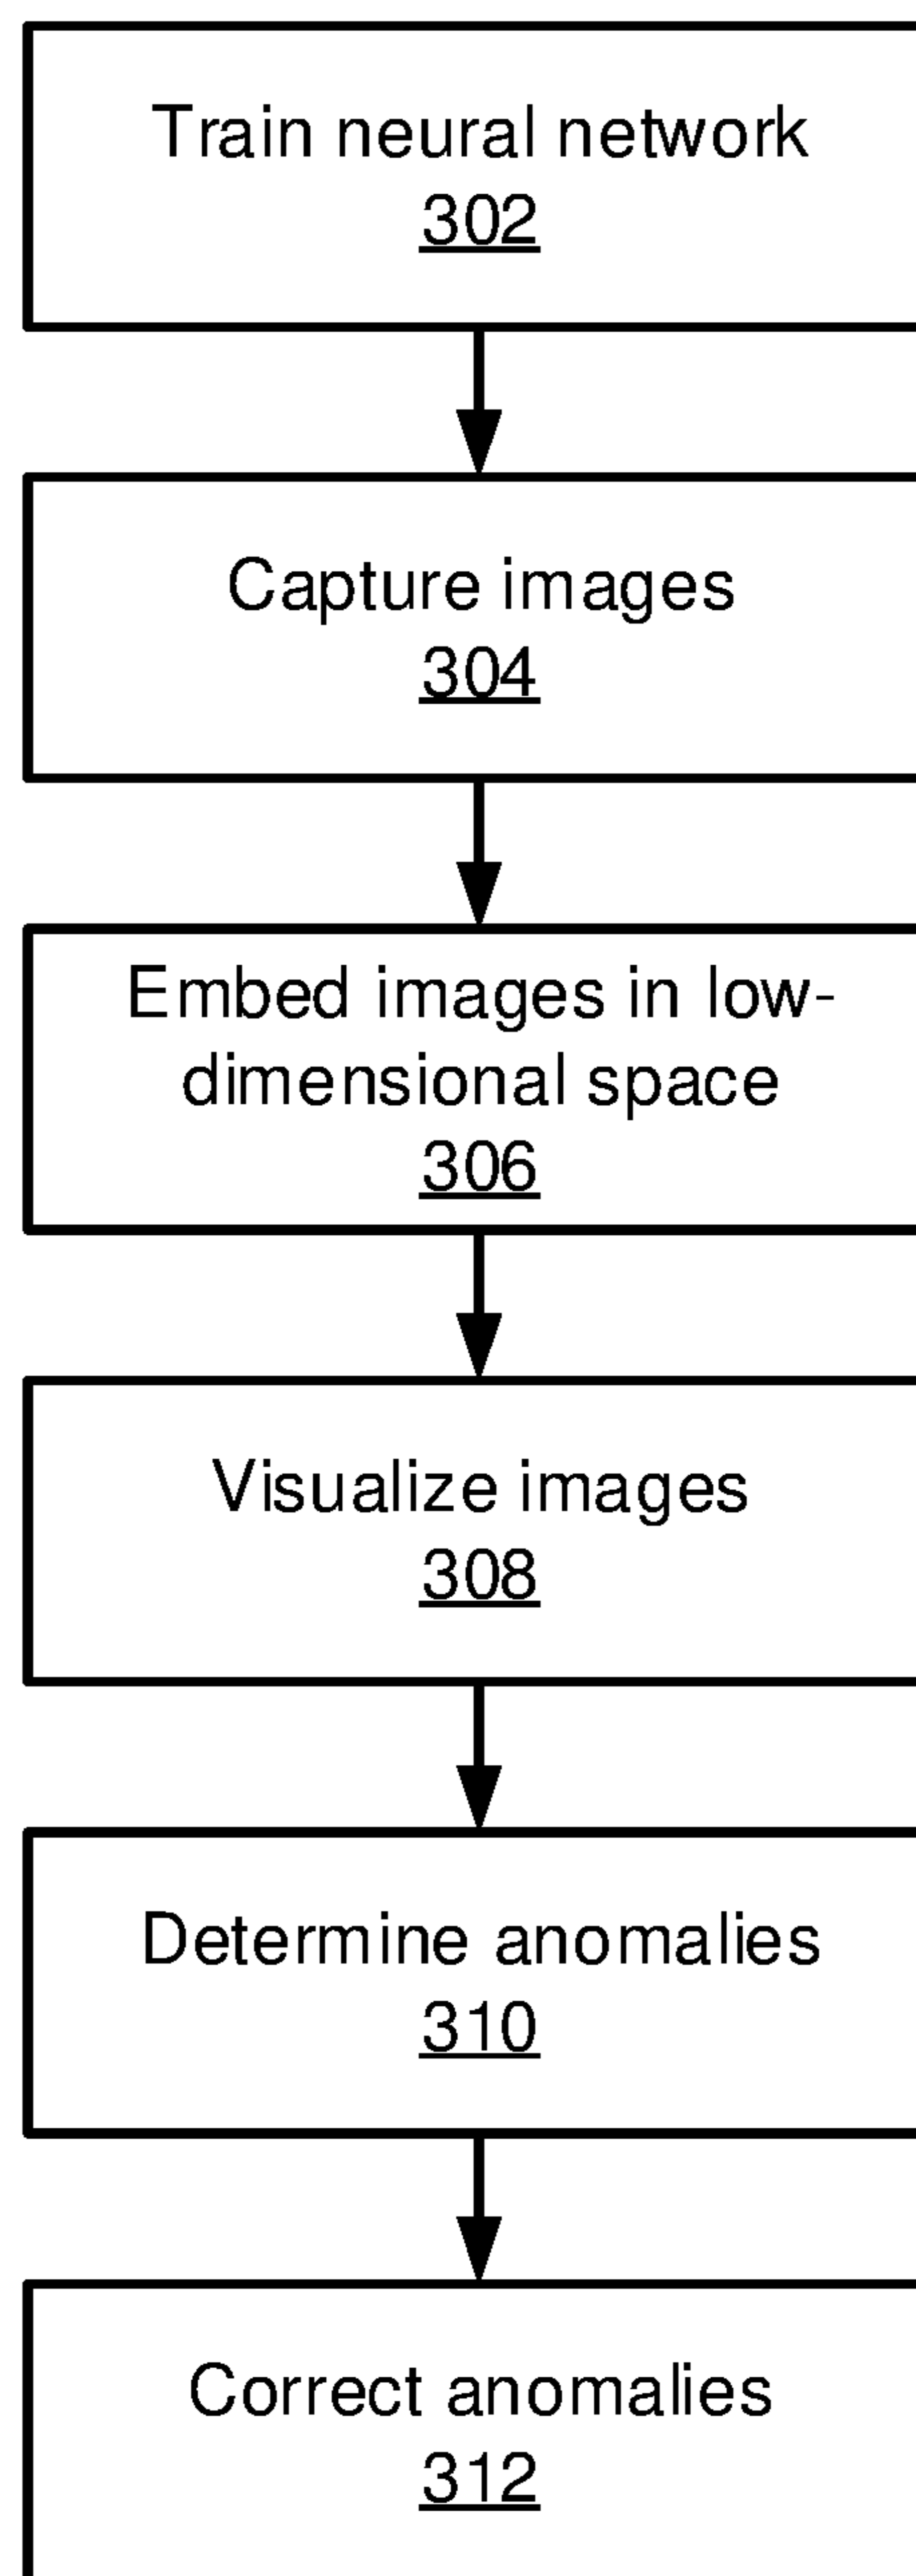 Train neural network
302
Capture images
304
Embed images in low-
dimensional space
306
Visualize images
308
Determine anomalies
310
Correct anomalies
312